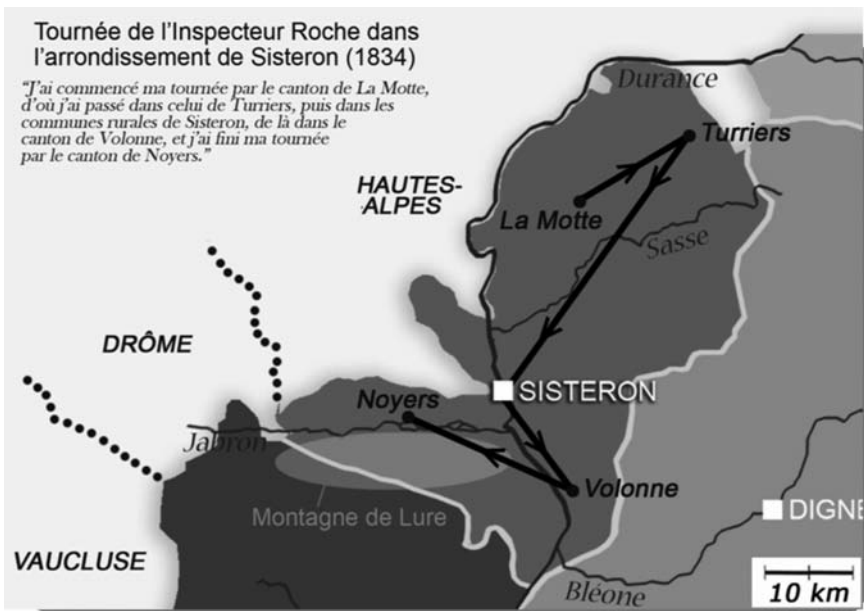 Tournée de l'Inspecteur Roche dans
l'arrondissement de Sisteron (1834)
"J'ai commencé ma tournée par le canton de La Motte,
d'où j'ai passé dans celui de Turriers, puis dans les
communes rurales de Sisteron, de là dans le
canton de Volonne, et j'ai fini ma tournée
par le canton de Noyers."
Durance
Turriers
HAUTES-
ALPES
La Motte
Sasse
DRÔME
SISTERON
Noyers
Jabron
Volonne
Montagne de Lure
DIGNE
VAUCLUSE
Bléone
10 km